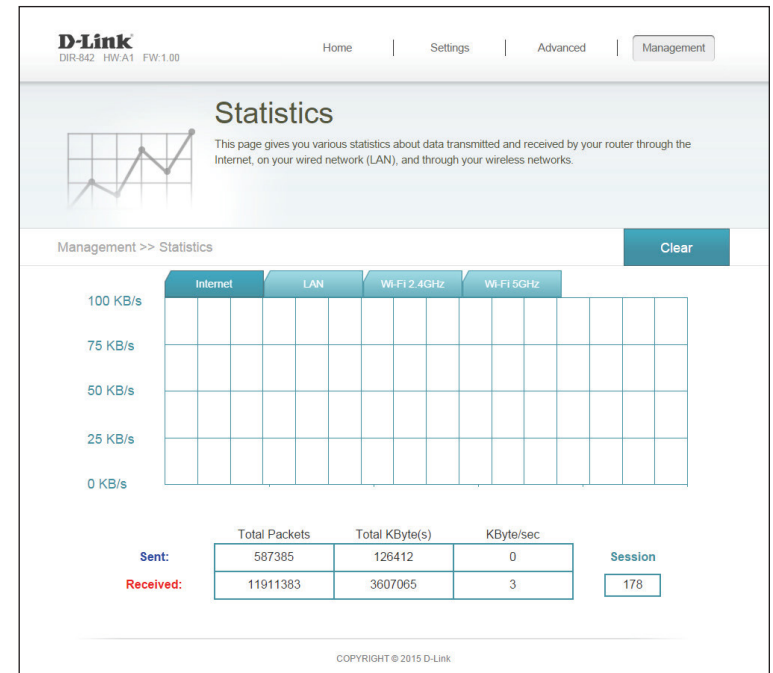 D-Link
DIR-842 HW:A1 FW:1.00
Home Settings Advanced Management
Statistics
This page gives you various statistics about data transmitted and received by your router through the
Internet, on your wired network (LAN), and through your wireless networks.
Management >> Statistics
Clear
Internet LAN Wi-Fi 2.4GHz Wi-Fi 5GHz
100 KB/s
75 KB/s
50 KB/s
25 KB/s
0 KB/s
Total Packets Total KByte(s) KByte/sec
Sent: 587385 126412 0 Session
Received: 11911383 3607065 3 178
COPYRIGHT © 2015 D-Link